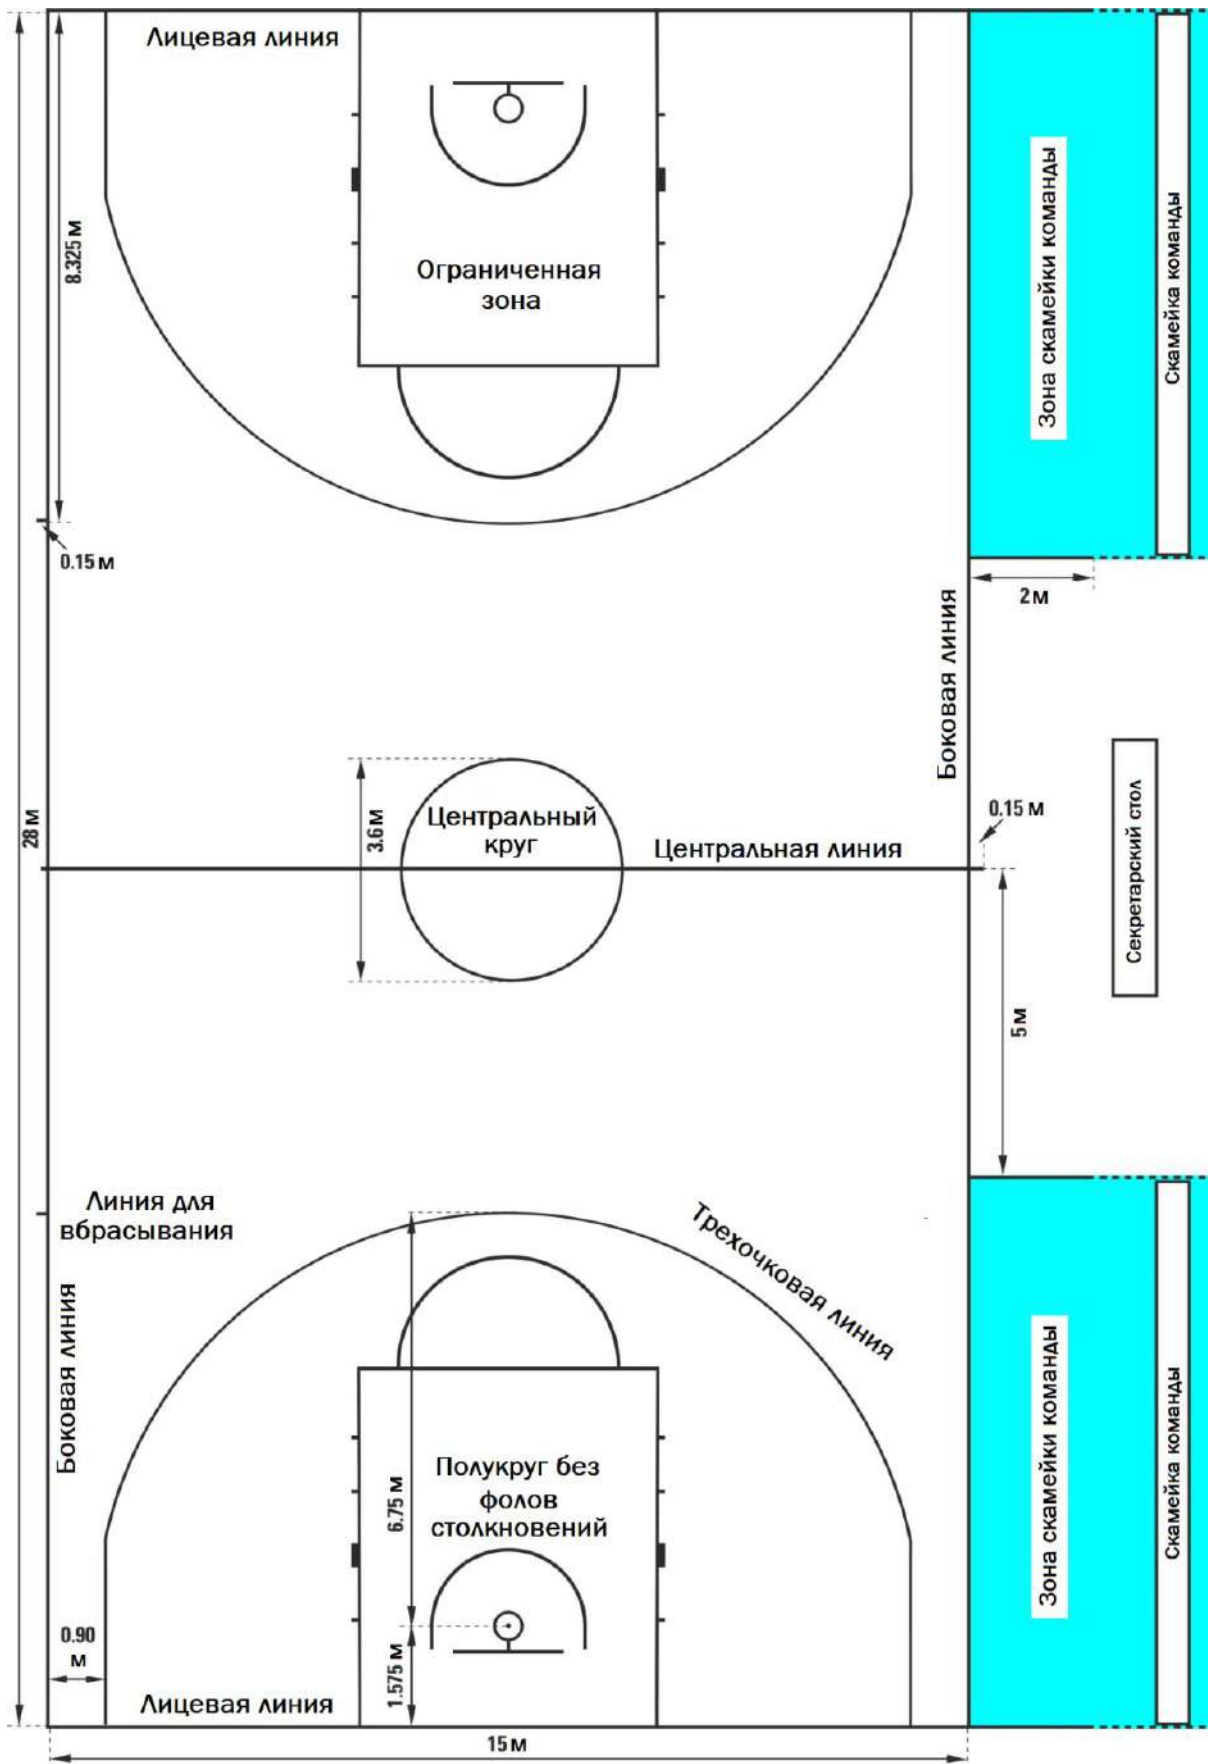 Лицевая линия
Зона скамейки команды
Скамейка команды
8.325 м
Ограниченная
зона
0.15 м
2 м
Боковая линия
28 м
3.6 м
Центральный
круг
Центральная линия
0.15 м
Секретарский стол
5 м
Линия для
вбрасывания
Трехочковая линия
Боковая линия
6.75 м
Полукруг без
фолов
столкновений
Зона скамейки команды
Скамейка команды
0.90
м
1.575 м
Лицевая линия
15 м